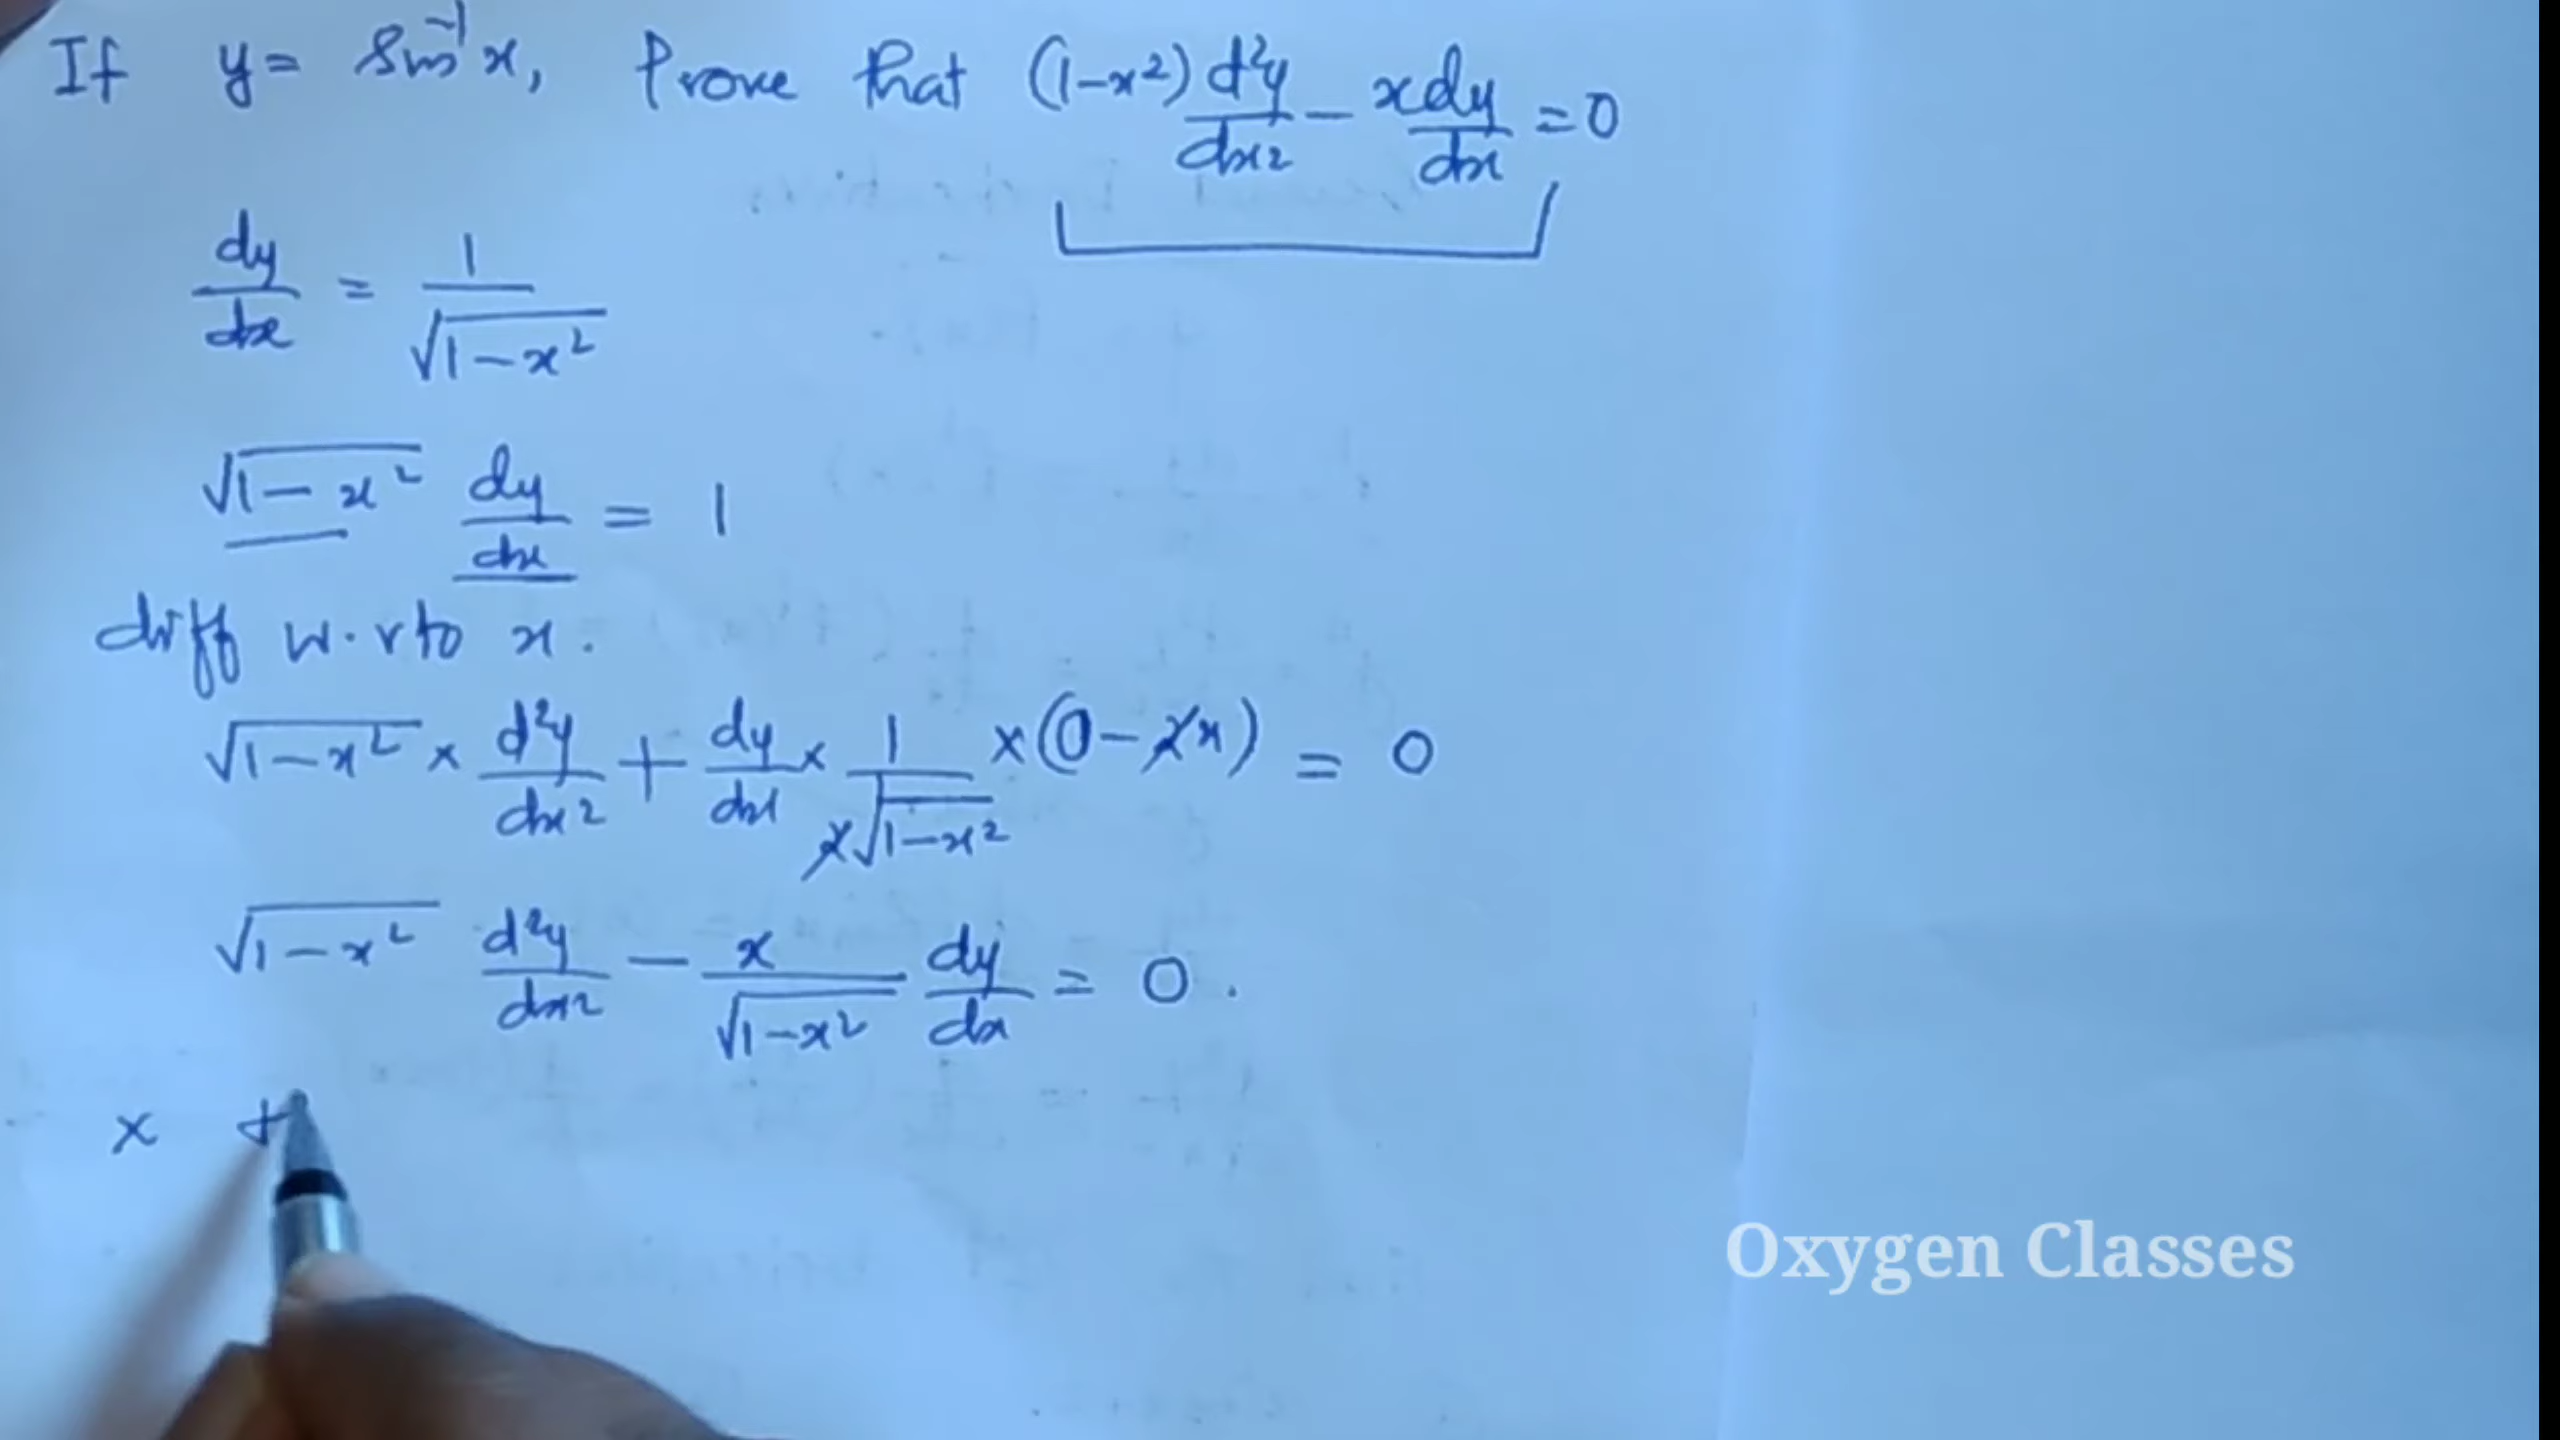 If y = Sin⁻¹x, Prove that (1-x²) d²y/dx² - x dy/dx = 0
dy/dx = 1/√(1-x²)
√(1-x²) dy/dx = 1
diff w.r to x.
√(1-x²) × d²y/dx² + dy/dx × 1/(2√(1-x²)) × (0-2x) = 0
√(1-x²) d²y/dx² - x/√(1-x²) dy/dx = 0.
×
Oxygen Classes